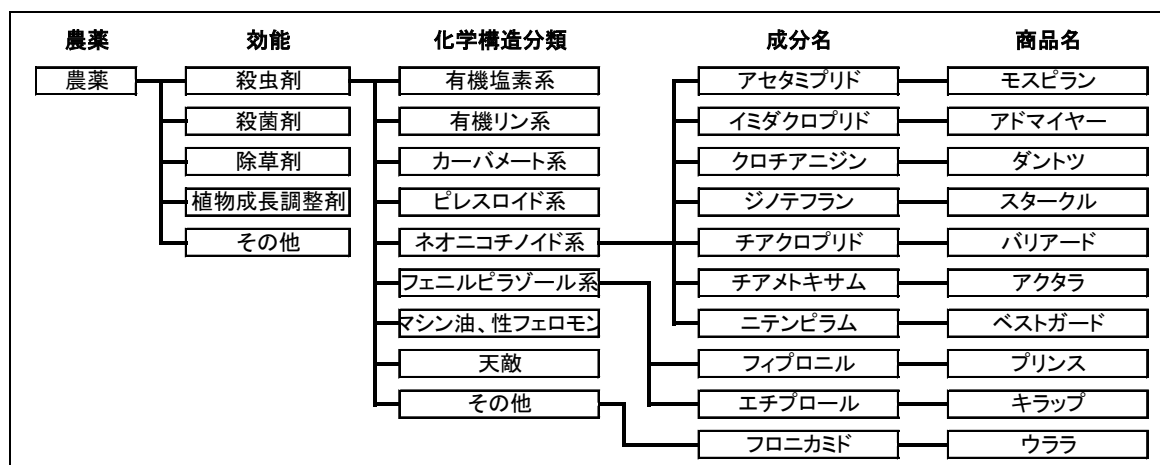 農薬 効能 化学構造分類 成分名 商品名
農薬 殺虫剤 有機塩素系 アセタミプリド モスピラン
殺菌剤 有機リン系 イミダクロプリド アドマイヤー
除草剤 カーバメート系 クロチアニジン ダントツ
植物成長調整剤 ピレスロイド系 ジノテフラン スタークル
その他 ネオニコチノイド系 チアクロプリド バリアード
フェニルピラゾール系 チアメトキサム アクタラ
マシン油、性フェロモン ニテンピラム ベストガード
天敵 フィプロニル プリンス
その他 エチプロール キラップ
フロニカミド ウララ